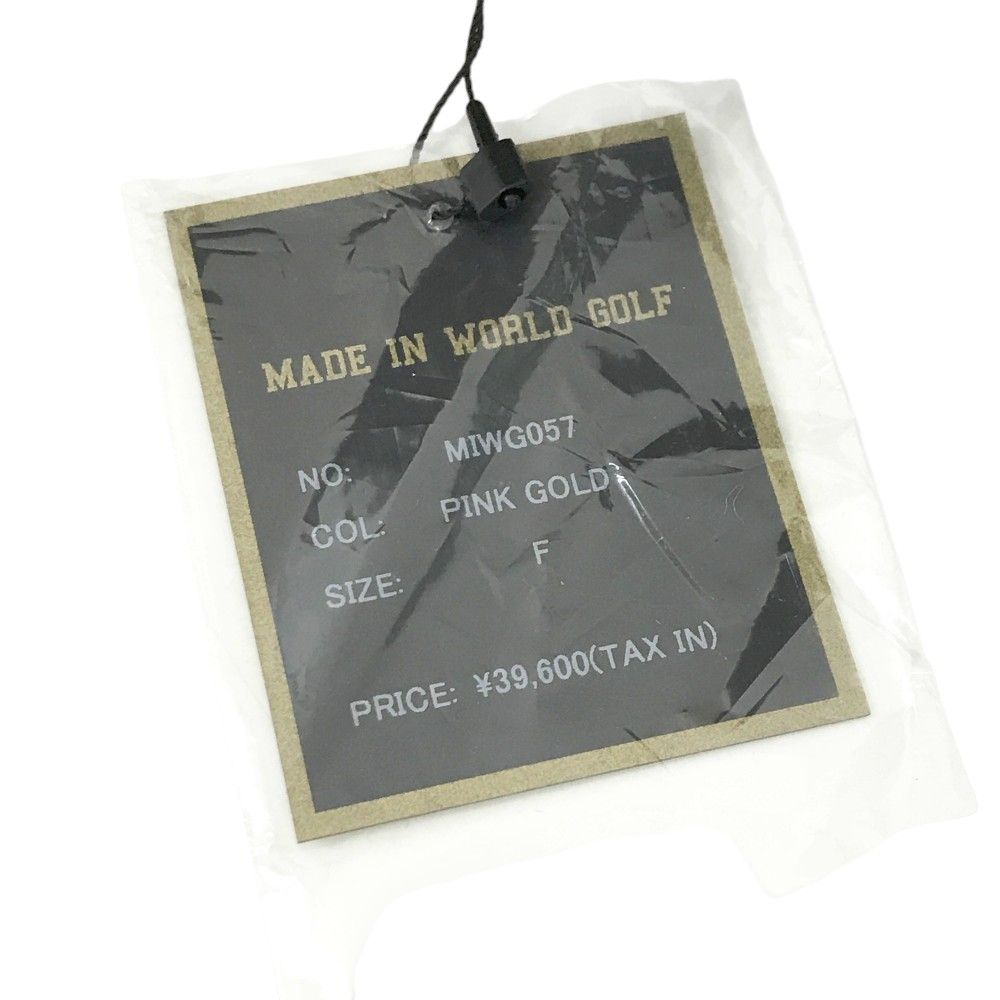 MADE IN WORLD GOLF
NO: MIWG057
COL: PINK GOLD
SIZE: F
PRICE: ¥39,600(TAX IN)